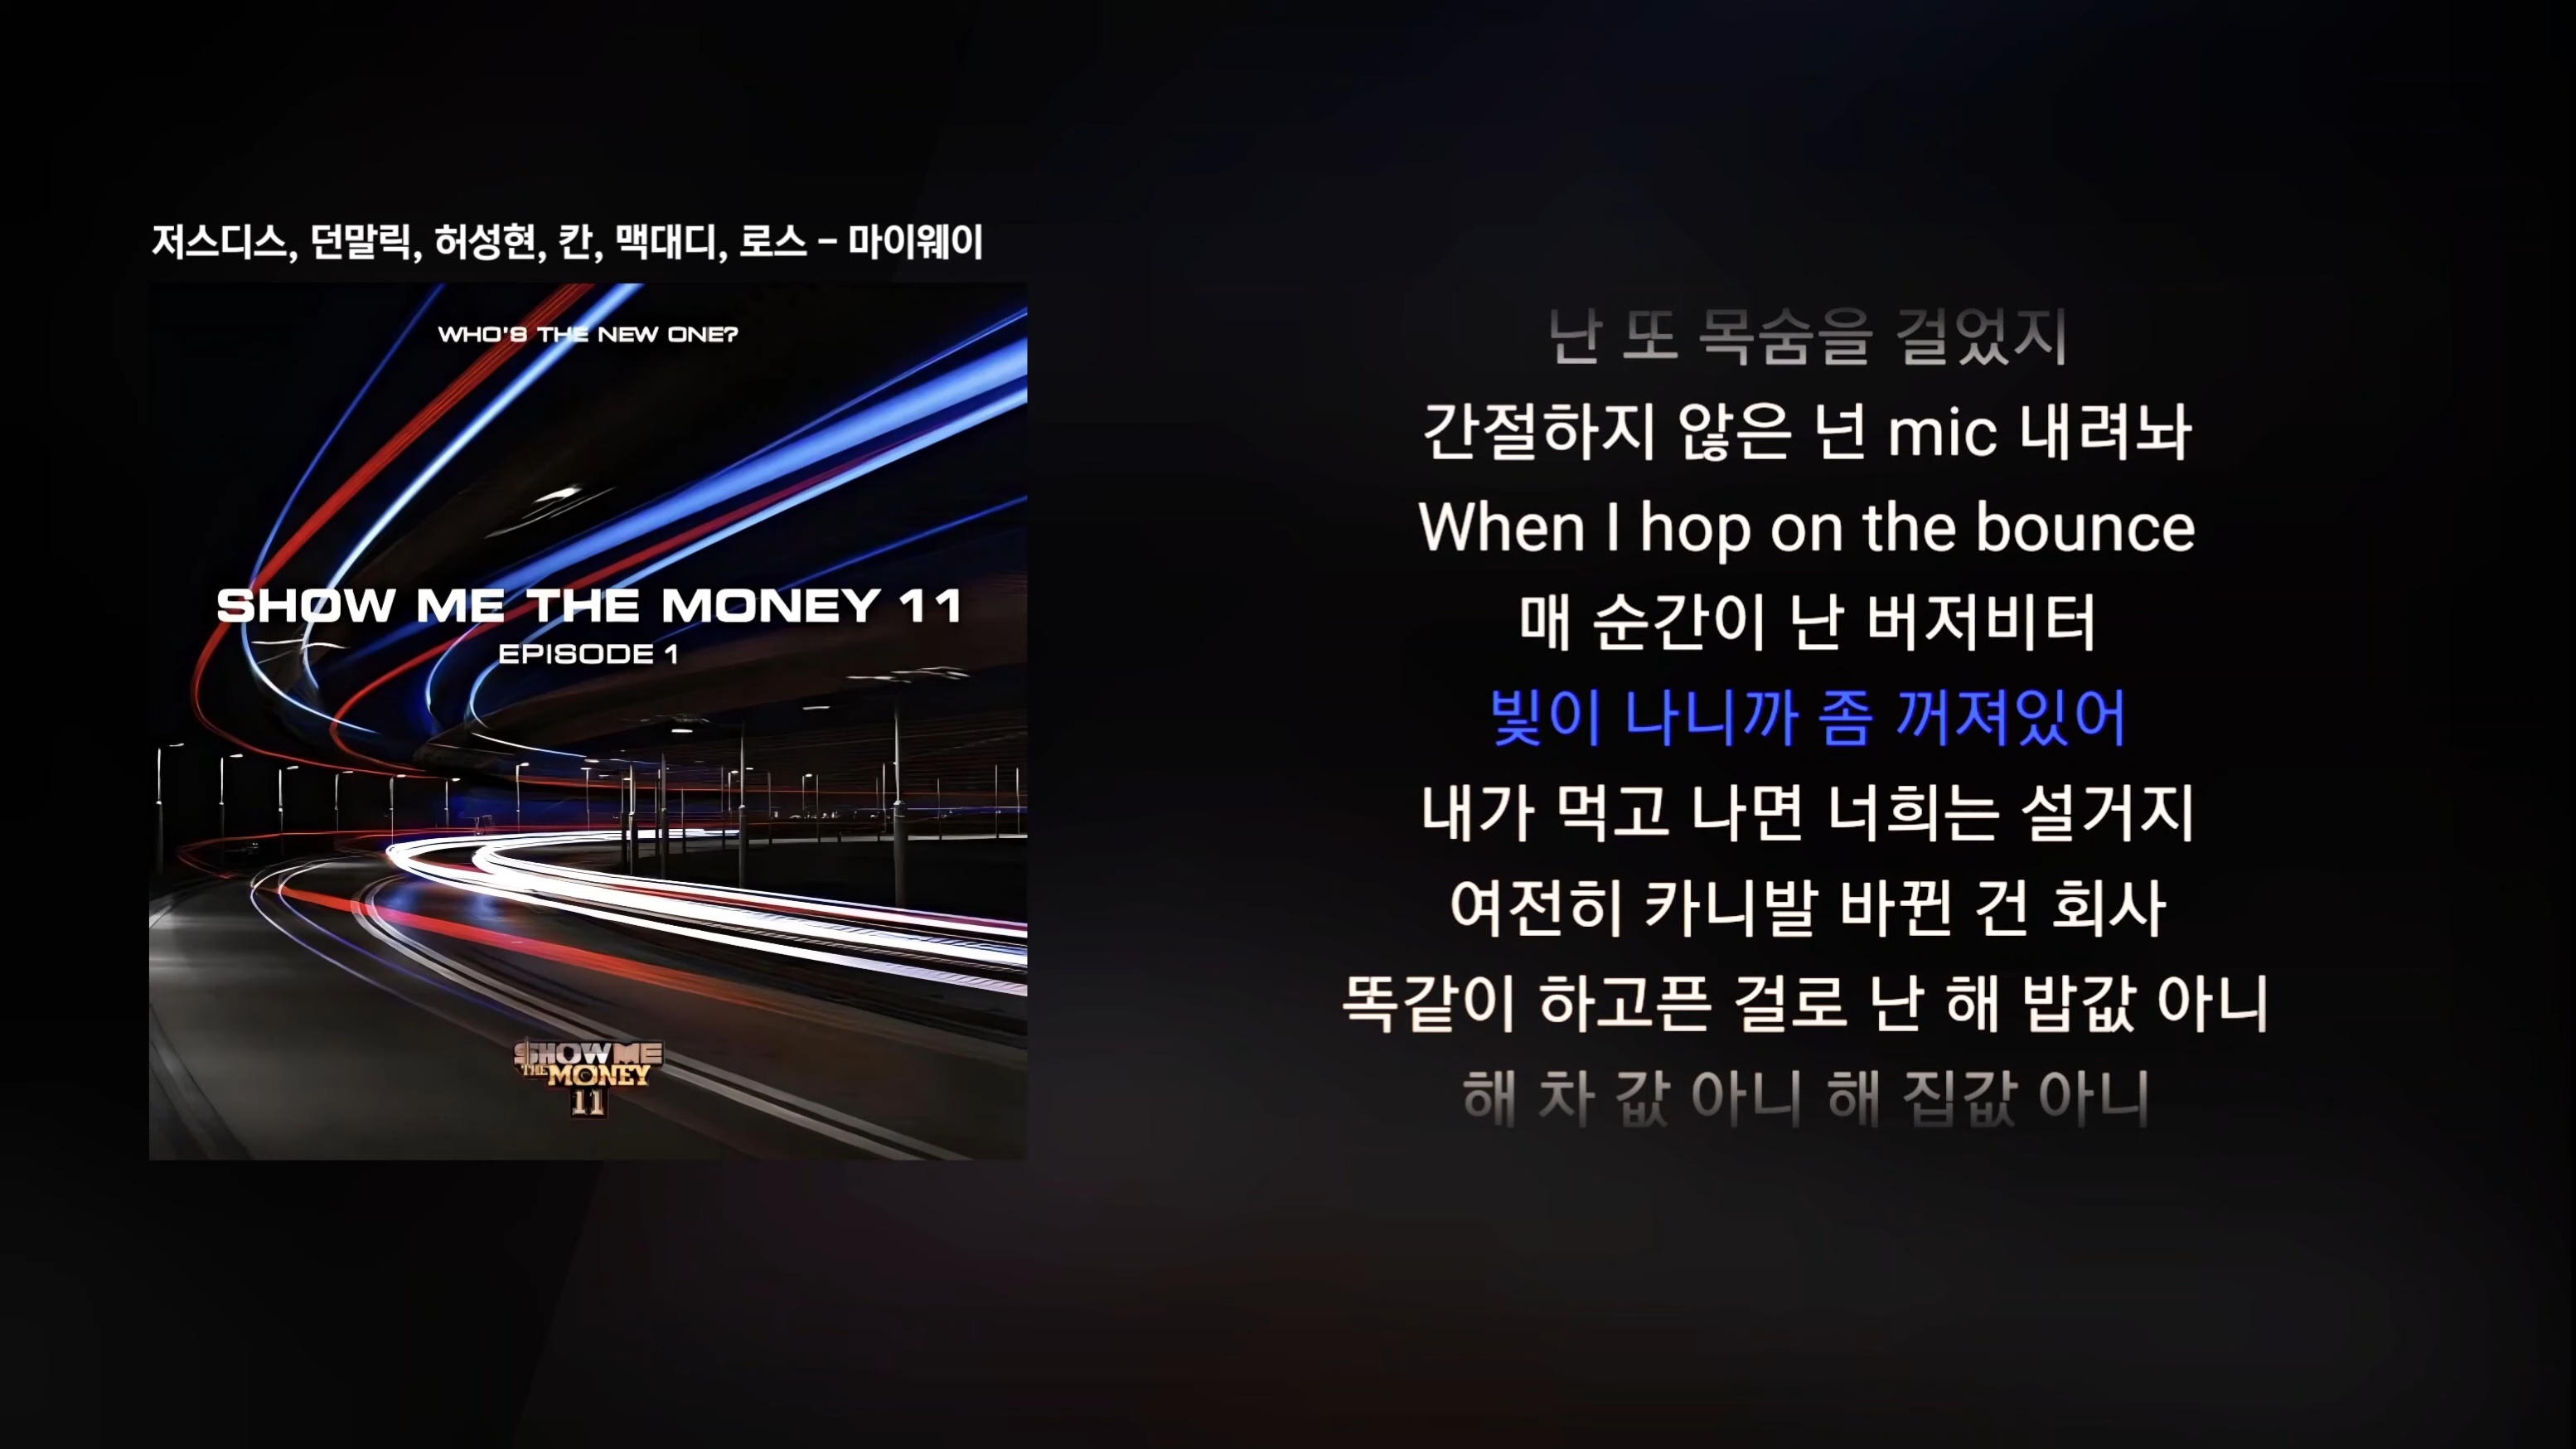 저스디스, 던말릭, 허성현, 칸, 맥대디, 로스 – 마이웨이
WHO'S THE NEW ONE?
SHOW ME THE MONEY 11
EPISODE 1
SHOW ME
THE MONEY
11
난 또 목숨을 걸었지
간절하지 않은 넌 mic 내려놔
When I hop on the bounce
매 순간이 난 버저비터
빛이 나니까 좀 꺼져있어
내가 먹고 나면 너희는 설거지
여전히 카니발 바뀐 건 회사
똑같이 하고픈 걸로 난 해 밥값 아니
해 차 값 아니 해 집값 아니